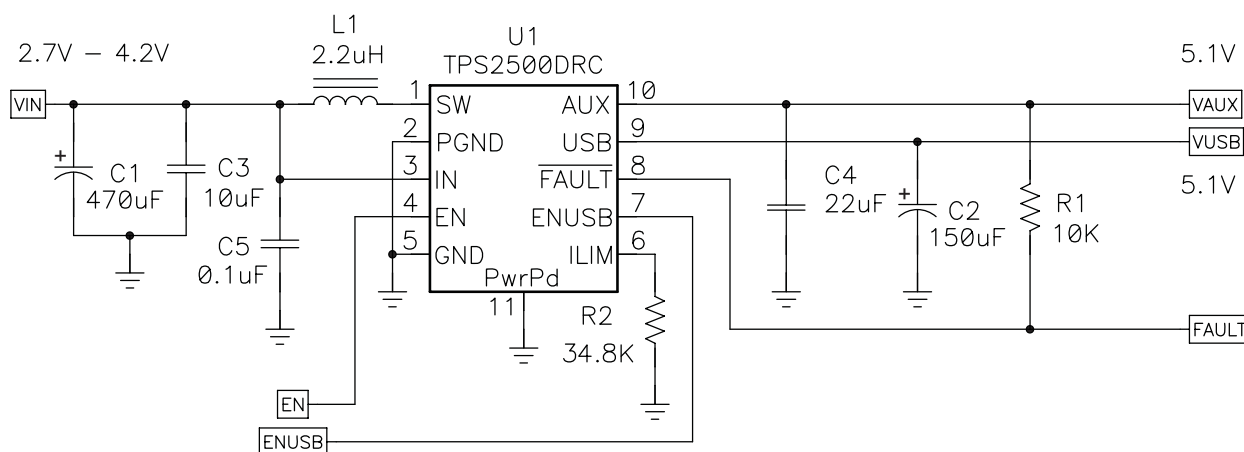 2.7V – 4.2V
VIN
+
C1
470uF
C3
10uF
C5
0.1uF
L1
2.2uH
U1
TPS2500DRC
1
SW
2
PGND
3
IN
4
EN
5
GND
PwrPd
11
AUX
10
USB
9
FAULT
8
ENUSB
7
ILIM
6
R2
34.8K
EN
ENUSB
C4
22uF
+
C2
150uF
R1
10K
5.1V
VAUX
VUSB
5.1V
FAULT